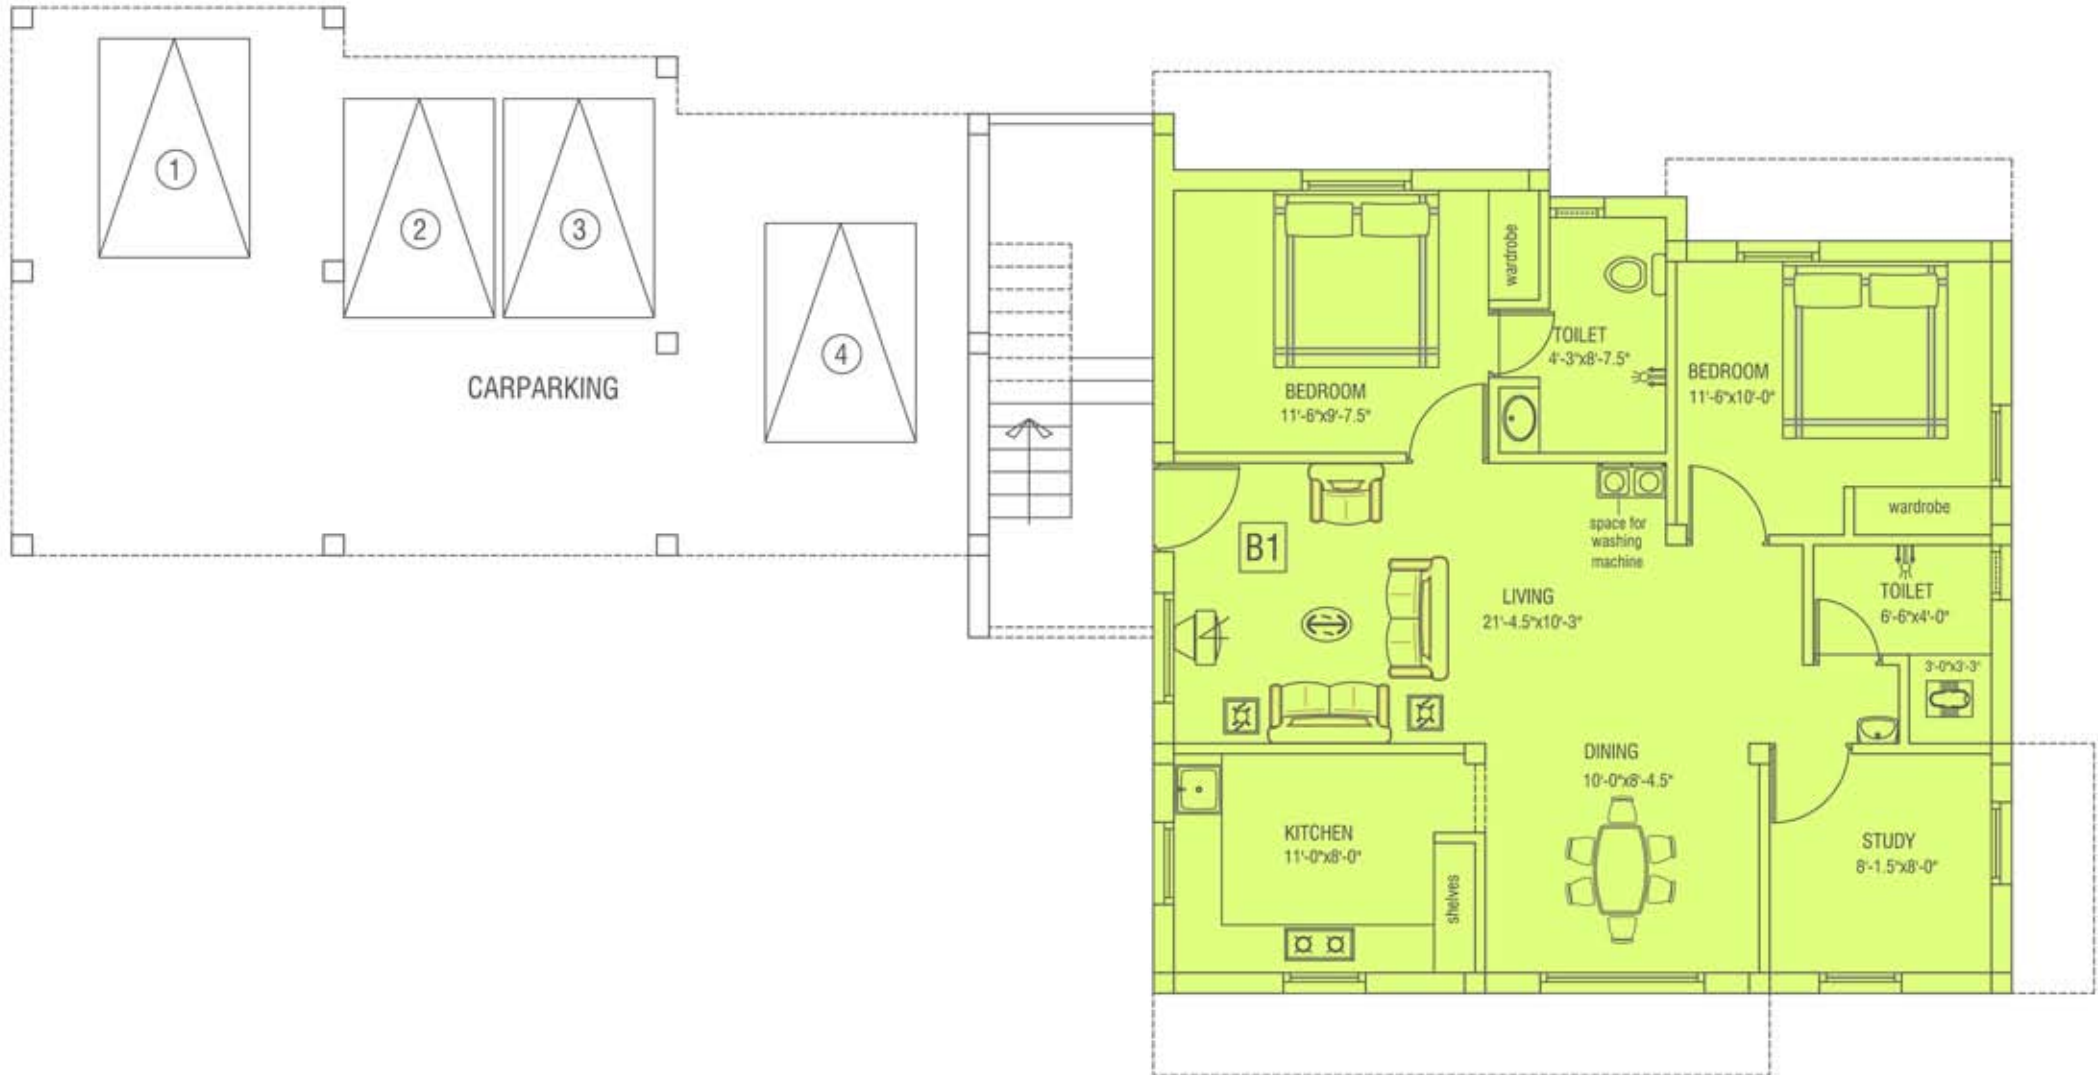 1
2
3
4
CARPARKING
wardrobe
TOILET
4'-3"x8'-7.5"
BEDROOM
11'-6"x9'-7.5"
BEDROOM
11'-6"x10'-0"
wardrobe
space for
washing
machine
B1
LIVING
21'-4.5"x10'-3"
TOILET
6'-6"x4'-0"
3'-0"x3'-3'
DINING
10'-0"x8'-4.5"
KITCHEN
11'-0"x8'-0"
shelves
STUDY
8'-1.5"x8'-0"